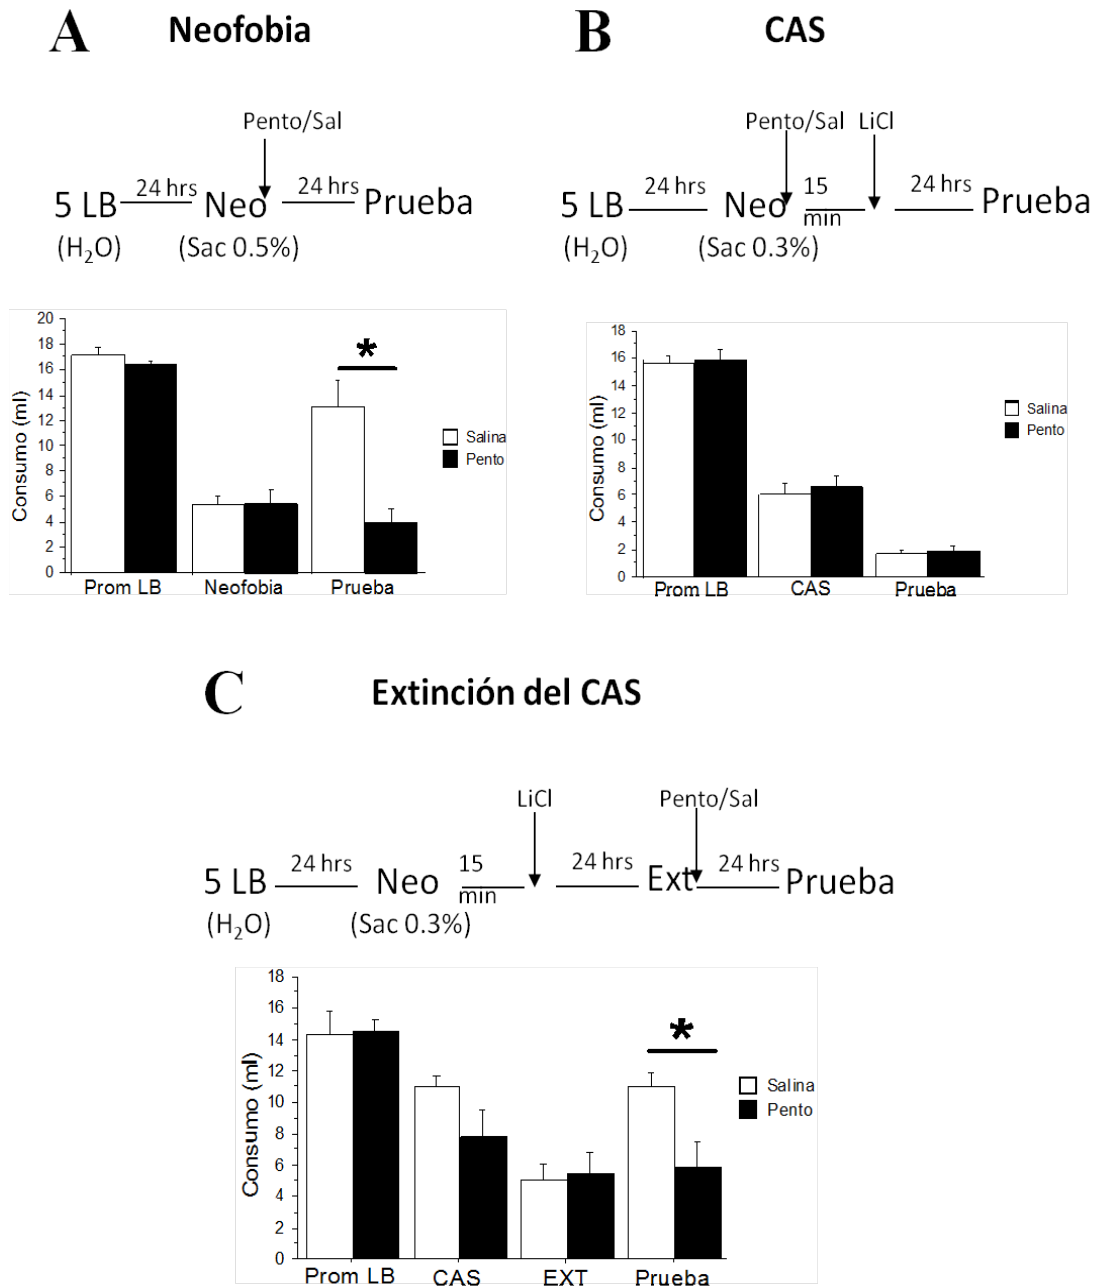 A Neofobia
Pento/Sal
5 LB 24 hrs Neo 24 hrs Prueba
(H₂O) (Sac 0.5%)
20
18
16
14
12
10
8
6
4
2
0
Consumo (ml)
*
Salina
Pento
Prom LB Neofobia Prueba
B CAS
Pento/Sal LiCl
5 LB 24 hrs Neo 15 min 24 hrs Prueba
(H₂O) (Sac 0.3%)
18
16
14
12
10
8
6
4
2
0
Consumo (ml)
Salina
Pento
Prom LB CAS Prueba
C Extinción del CAS
LiCl Pento/Sal
5 LB 24 hrs Neo 15 min 24 hrs Ext 24 hrs Prueba
(H₂O) (Sac 0.3%)
18
16
14
12
10
8
6
4
2
0
Consumo (ml)
*
Salina
Pento
Prom LB CAS EXT Prueba